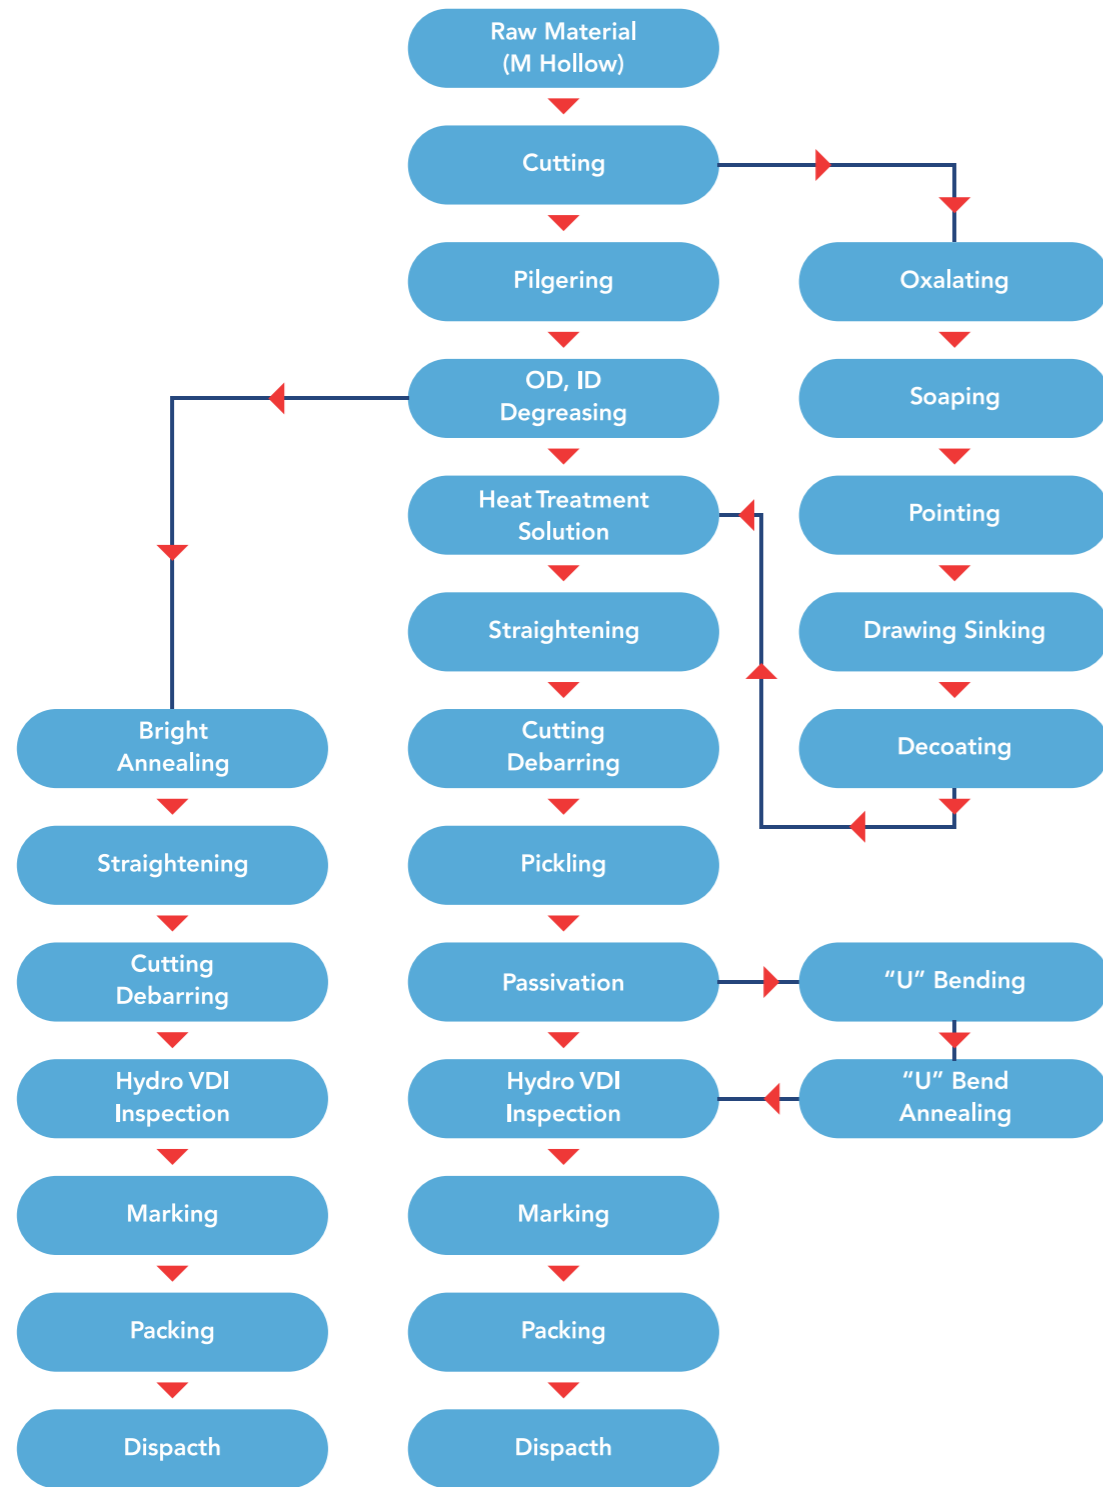 Raw Material
(M Hollow)
Cutting
Pilgering
Oxalating
OD, ID
Degreasing
Soaping
Heat Treatment
Solution
Pointing
Straightening
Drawing Sinking
Bright
Annealing
Cutting
Debarring
Decoating
Straightening
Pickling
Cutting
Debarring
Passivation
"U" Bending
Hydro VDI
Inspection
Hydro VDI
Inspection
"U" Bend
Annealing
Marking
Marking
Packing
Packing
Dispacth
Dispacth